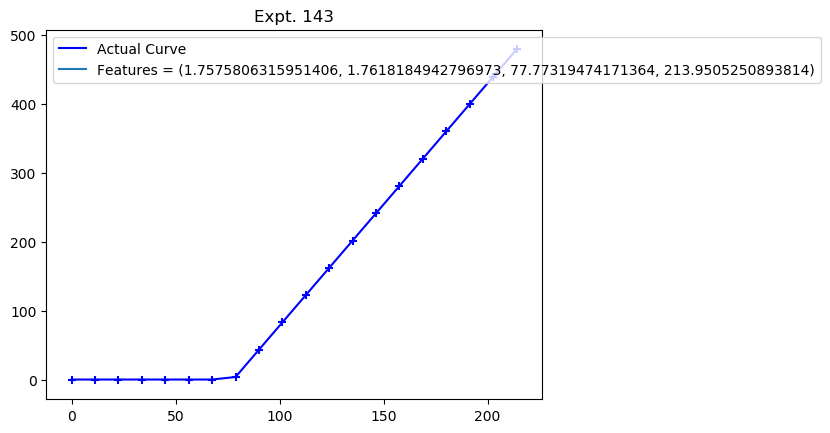 Expt. 143
Actual Curve
Features = (1.7575806315951406, 1.7618184942796973, 77.77319474171364, 213.9505250893814)
500
400
300
200
100
0
0 50 100 150 200